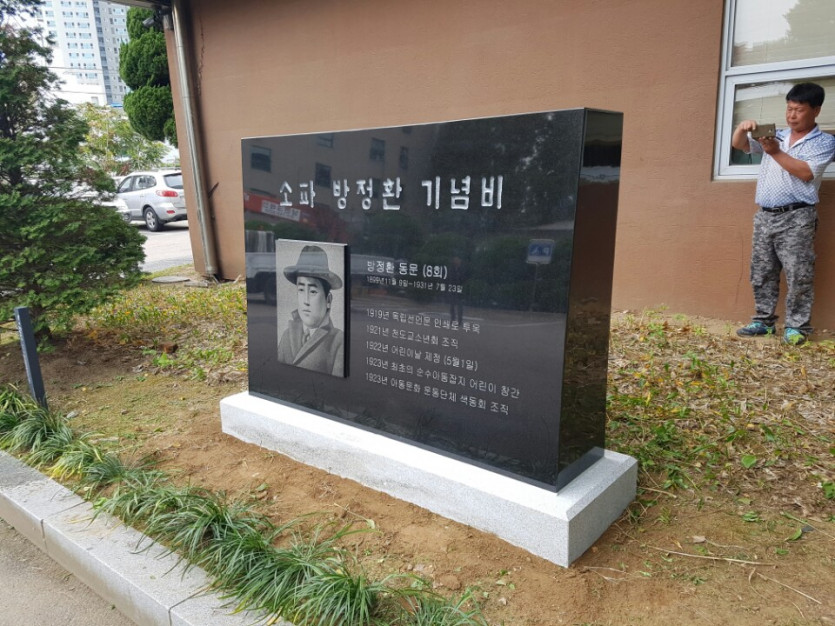 소파 방정환 기념비
방정환 동문 (8회)
1899년11월 9일~1931년 7월 23일
1919년 독립선언문 인쇄로 투옥
1921년 천도교소년회 조직
1922년 어린이날 제정 (5월1일)
1923년 최초의 순수아동잡지 어린이 창간
1923년 아동문화 운동단체 색동회 조직